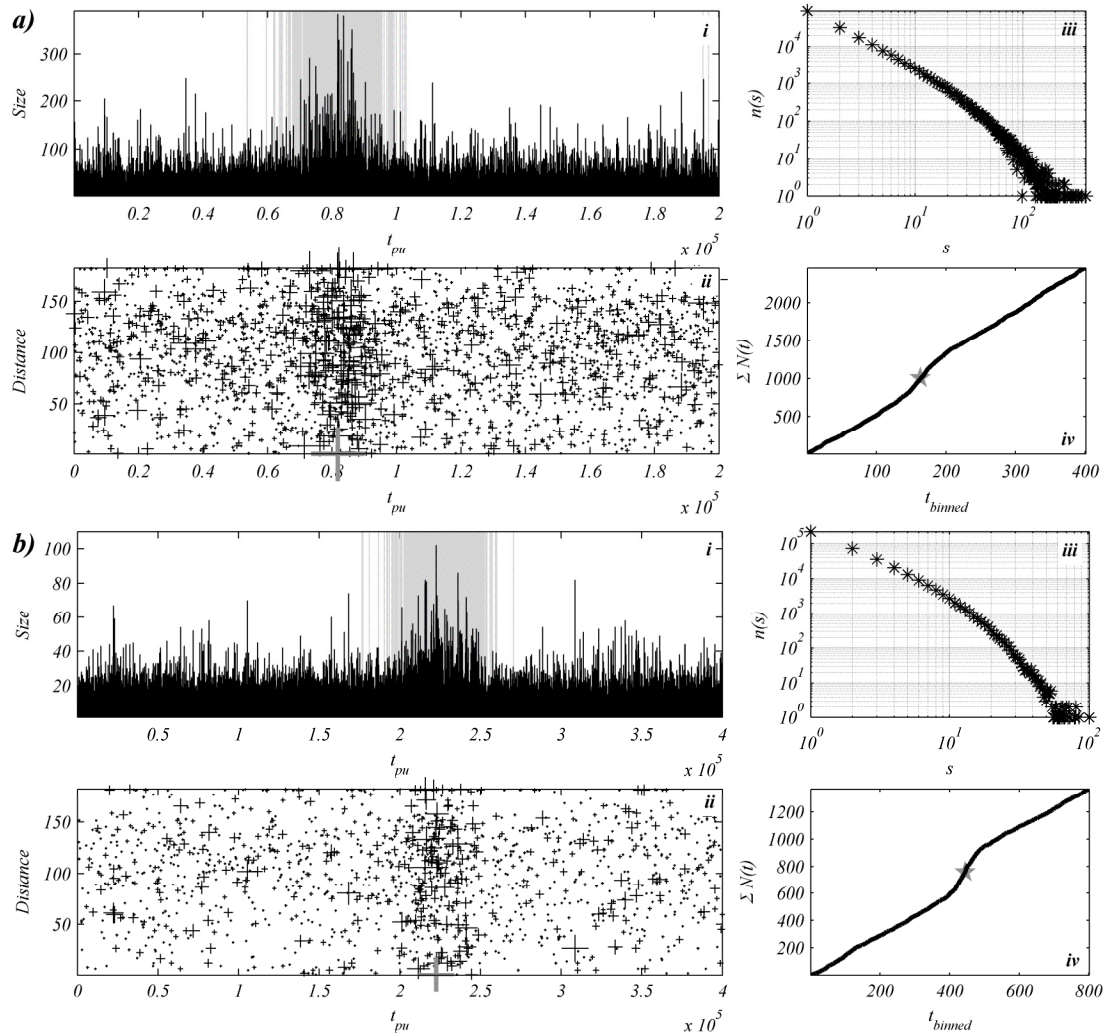 a)
i
Size
300
200
100
0.2 0.4 0.6 0.8 1 1.2 1.4 1.6 1.8 2
t_pu
x 10^5
iii
n(s)
10^4
10^3
10^2
10^1
10^0
10^0 10^1 10^2
s
ii
Distance
150
100
50
0 0.2 0.4 0.6 0.8 1 1.2 1.4 1.6 1.8 2
t_pu
x 10^5
Σ N(t)
2000
1500
1000
500
iv
100 200 300 400
t_binned
b)
i
Size
100
80
60
40
20
0.5 1 1.5 2 2.5 3 3.5 4
t_pu
x 10^5
iii
n(s)
10^5
10^4
10^3
10^2
10^1
10^0
10^0 10^1 10^2
s
ii
Distance
150
100
50
0 0.5 1 1.5 2 2.5 3 3.5 4
t_pu
x 10^5
Σ N(t)
1200
1000
800
600
400
200
iv
200 400 600 800
t_binned